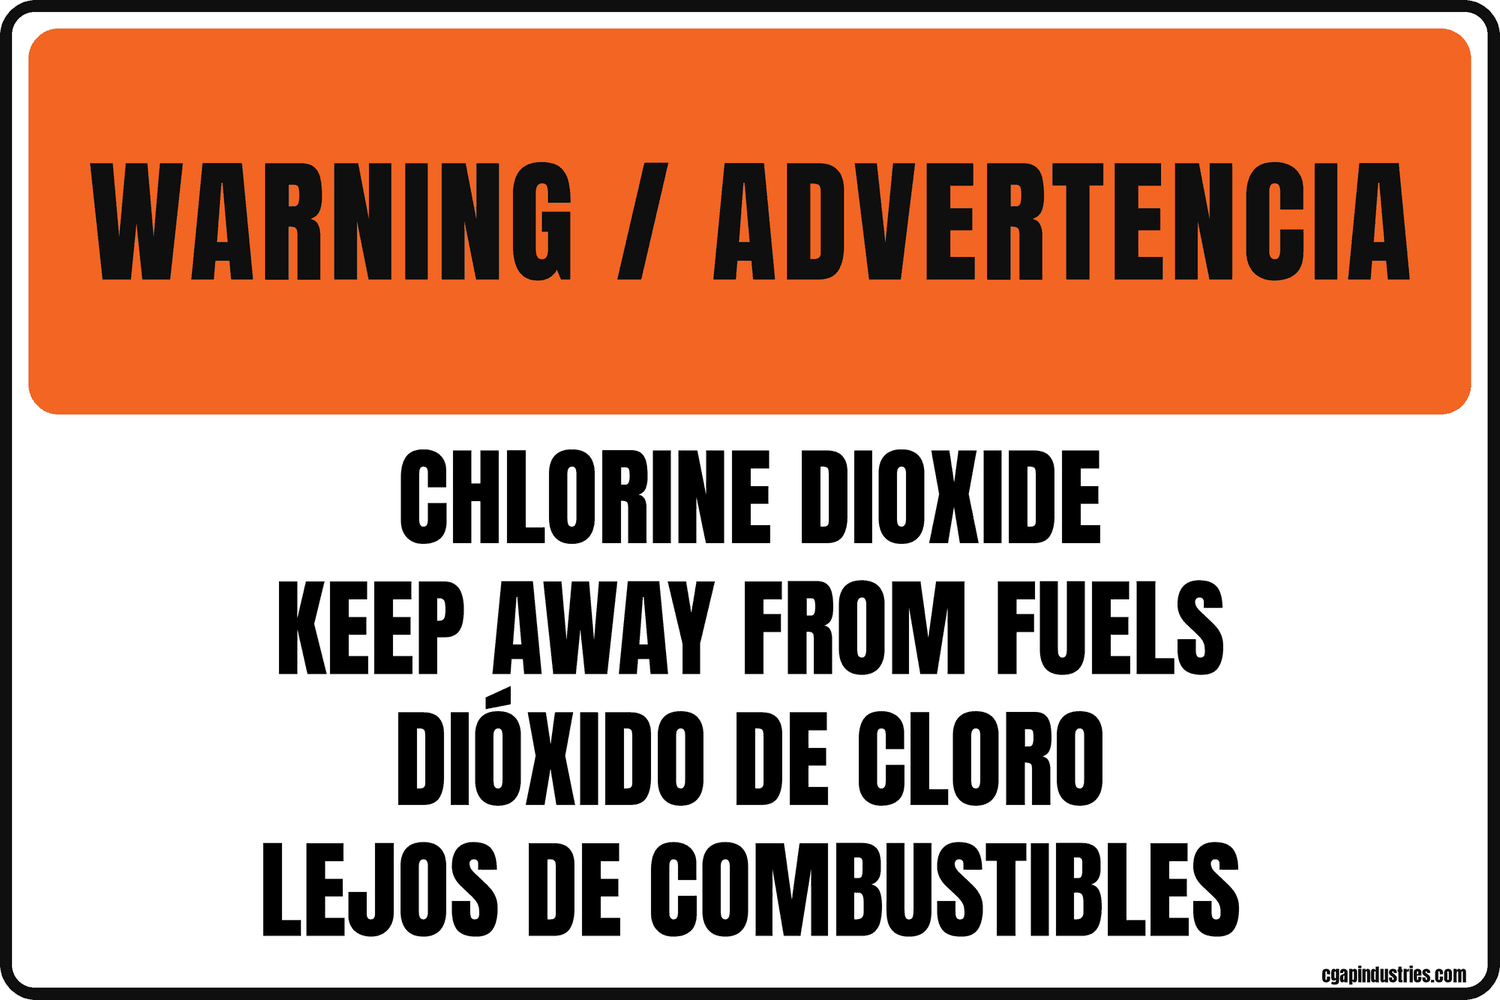 WARNING / ADVERTENCIA
CHLORINE DIOXIDE
KEEP AWAY FROM FUELS
DIÓXIDO DE CLORO
LEJOS DE COMBUSTIBLES
cgapindustries.com